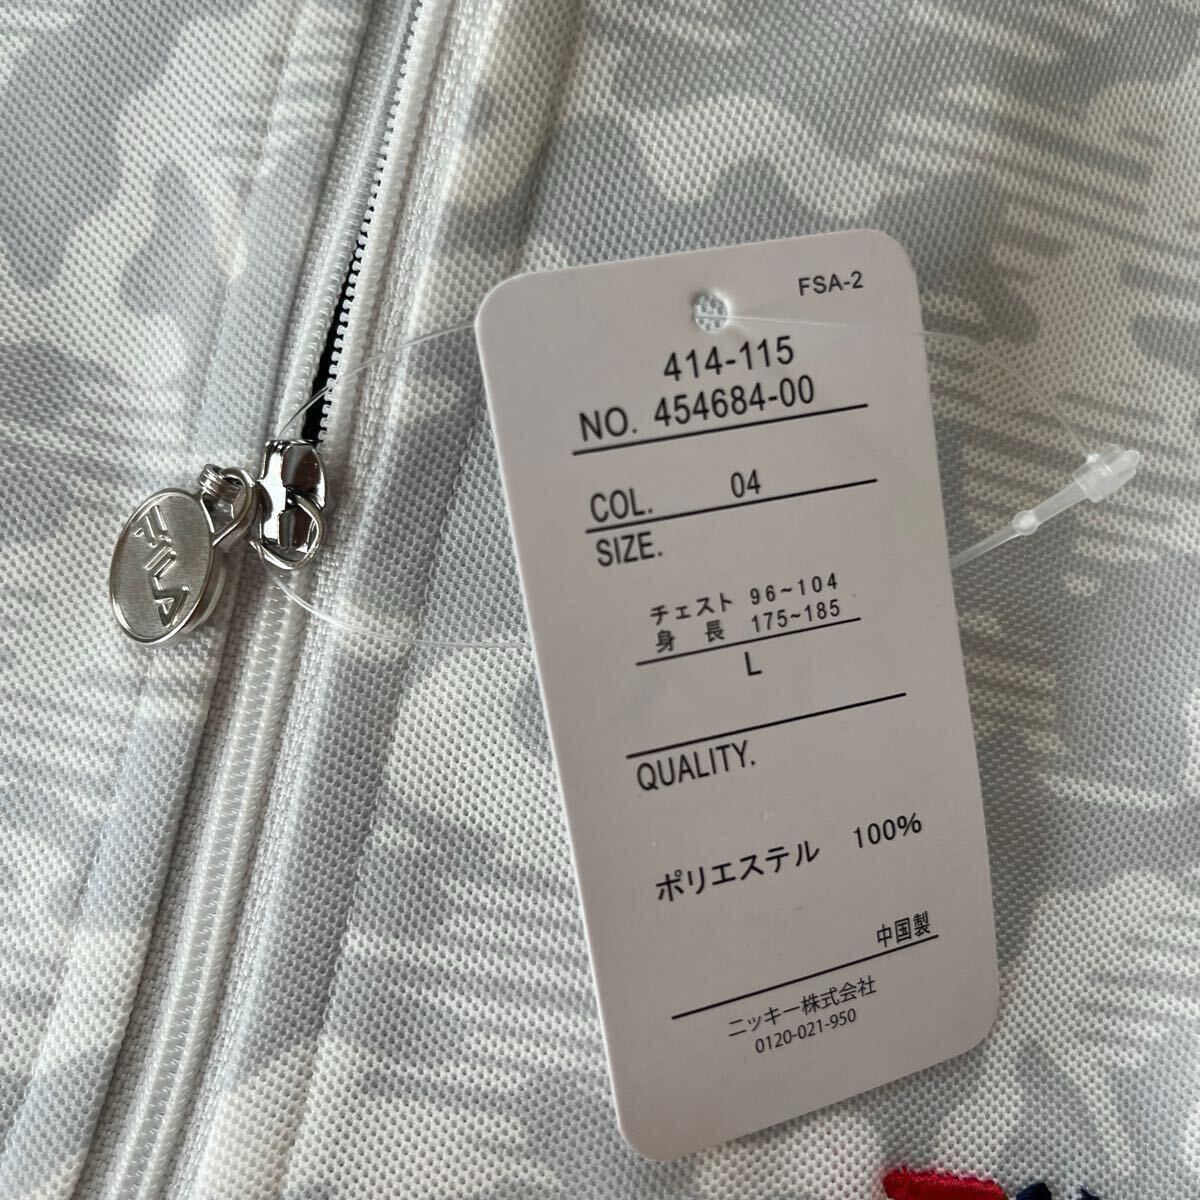 FSA-2
414-115
NO. 454684-00
COL. 04
SIZE.
チェスト 96~104
身 長 175~185
L
QUALITY.
ポリエステル 100%
中国製
ニッキー株式会社
0120-021-950
FILA